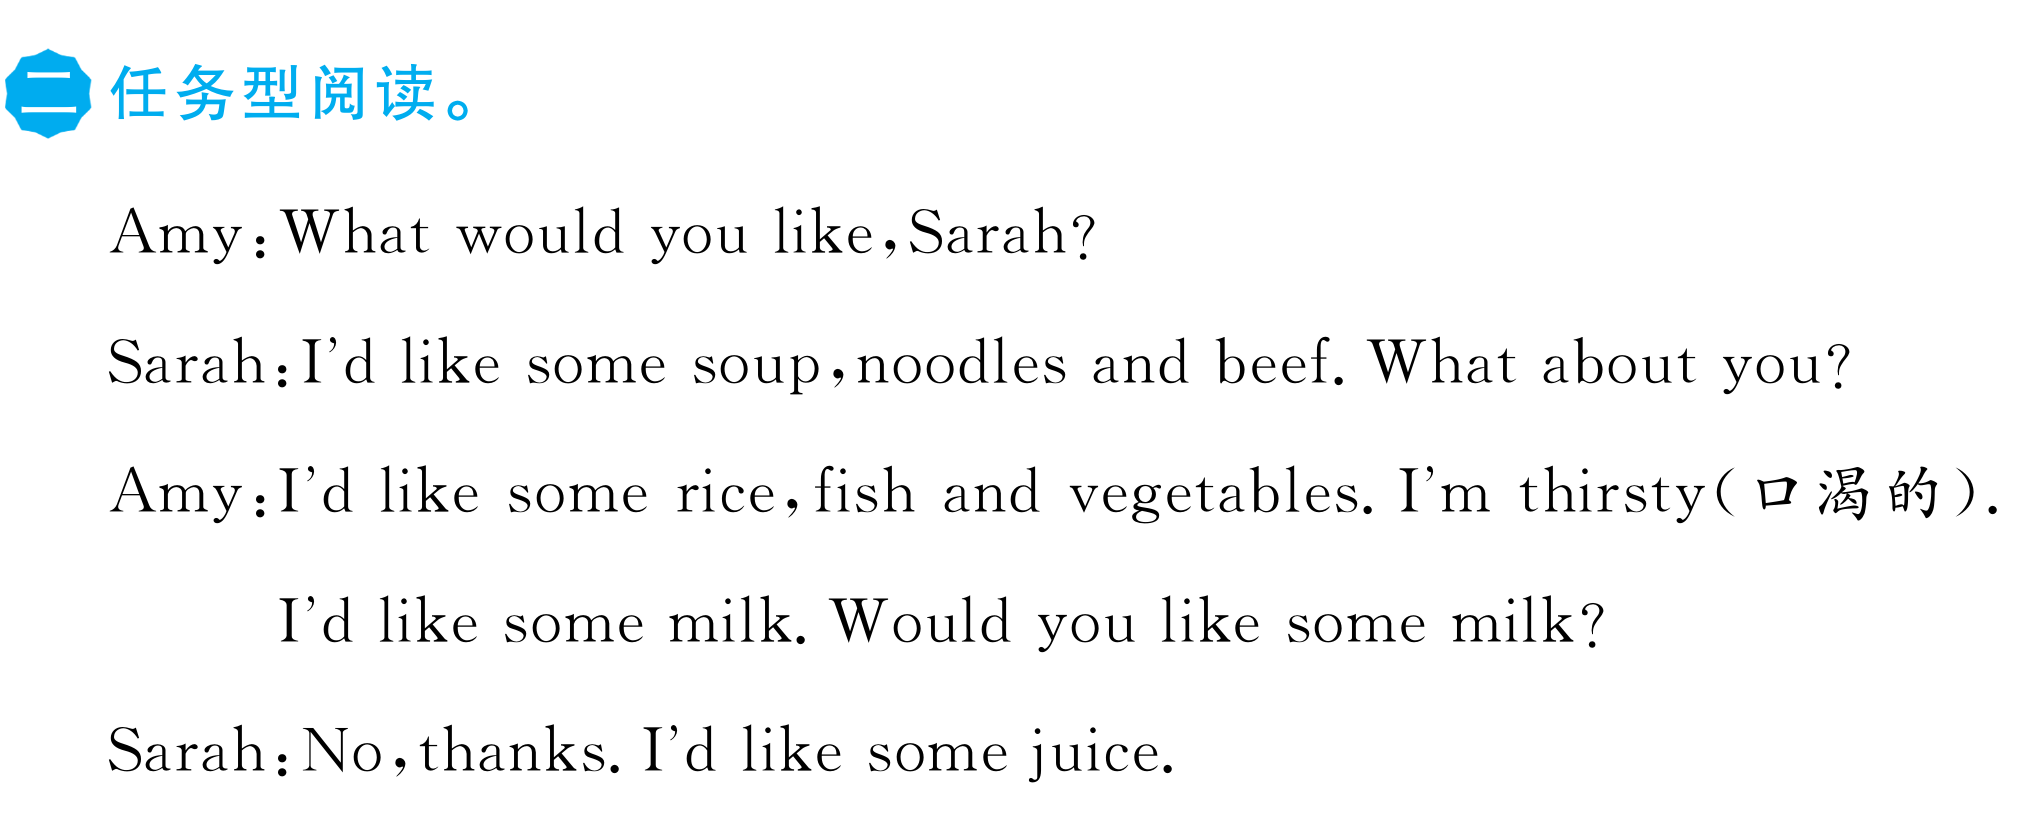 二 任务型阅读。
Amy:What would you like,Sarah?
Sarah:I'd like some soup,noodles and beef. What about you?
Amy:I'd like some rice,fish and vegetables. I'm thirsty(口渴的).
I'd like some milk. Would you like some milk?
Sarah:No,thanks. I'd like some juice.